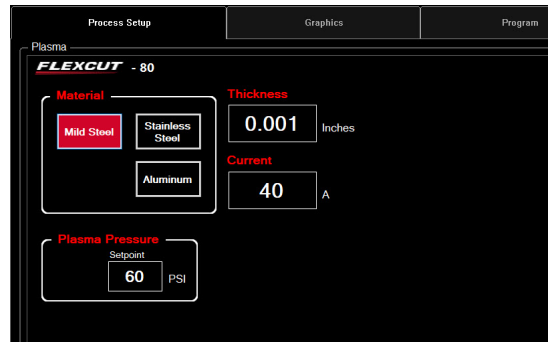 Process Setup
Graphics
Program
Plasma
FLEXCUT - 80
Material
Mild Steel
Stainless
Steel
Aluminum
Thickness
0.001 Inches
Current
40 A
Plasma Pressure
Setpoint
60 PSI